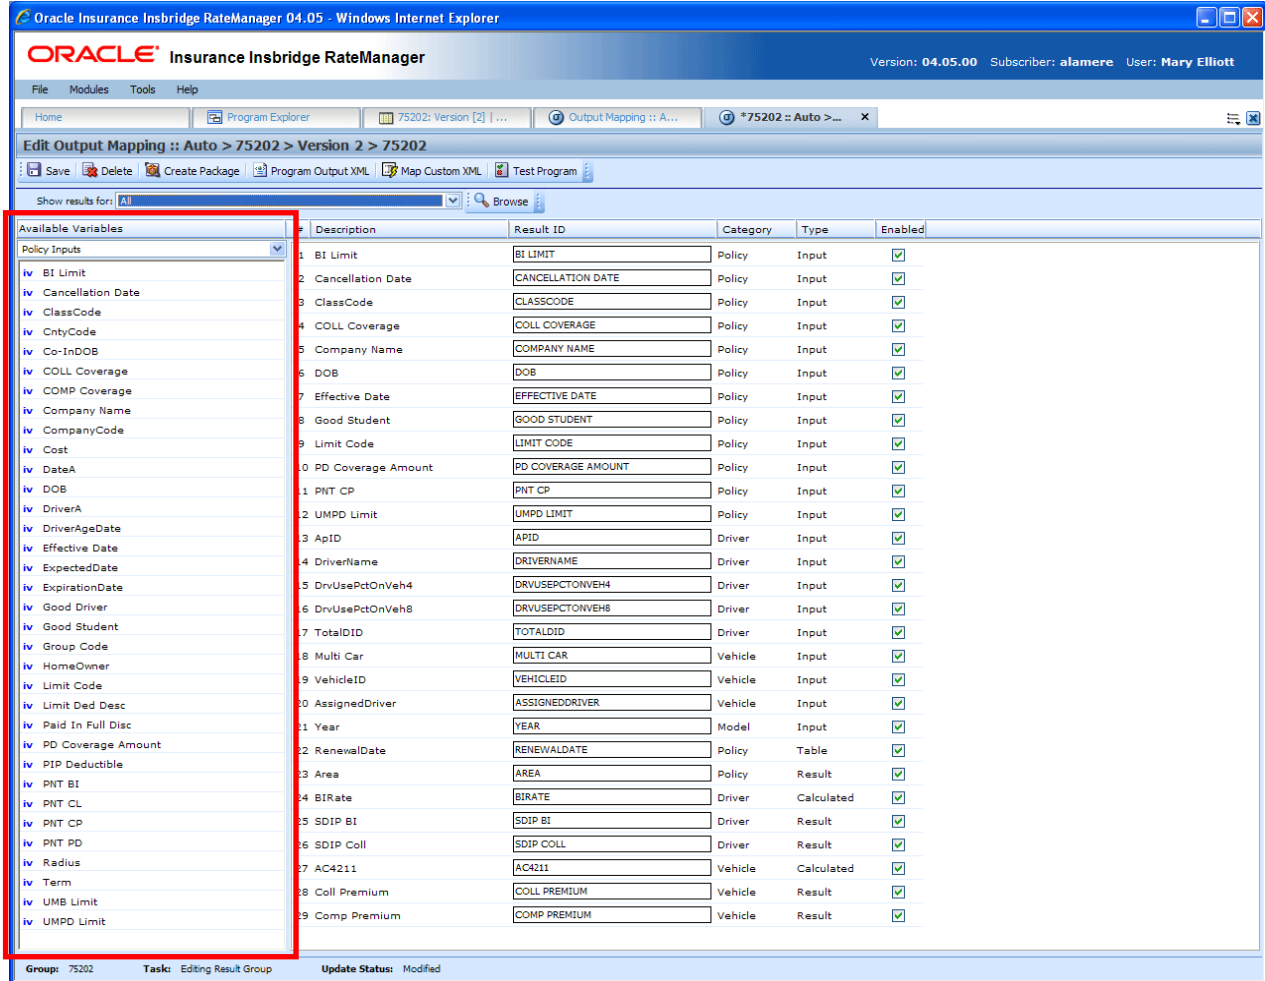 Oracle Insurance Insbridge RateManager 04.05 - Windows Internet Explorer
ORACLE Insurance Insbridge RateManager
Version: 04.05.00 Subscriber: alamere User: Mary Elliott
File Modules Tools Help
Home Program Explorer 75202: Version [2] | ... Output Mapping :: A... *75202 :: Auto >... x
Edit Output Mapping :: Auto > 75202 > Version 2 > 75202
Save Delete Create Package Program Output XML Map Custom XML Test Program
Show results for: All Browse
Available Variables
Policy Inputs
iv BI Limit
iv Cancellation Date
iv ClassCode
iv CntyCode
iv Co-InDOB
iv COLL Coverage
iv COMP Coverage
iv Company Name
iv CompanyCode
iv Cost
iv DateA
iv DOB
iv DriverA
iv DriverAgeDate
iv Effective Date
iv ExpectedDate
iv ExpirationDate
iv Good Driver
iv Good Student
iv Group Code
iv HomeOwner
iv Limit Code
iv Limit Ded Desc
iv Paid In Full Disc
iv PD Coverage Amount
iv PIP Deductible
iv PNT BI
iv PNT CL
iv PNT CP
iv PNT PD
iv Radius
iv Term
iv UMB Limit
iv UMPD Limit
# Description Result ID Category Type Enabled
1 BI Limit BI LIMIT Policy Input
2 Cancellation Date CANCELLATION DATE Policy Input
3 ClassCode CLASSCODE Policy Input
4 COLL Coverage COLL COVERAGE Policy Input
5 Company Name COMPANY NAME Policy Input
6 DOB DOB Policy Input
7 Effective Date EFFECTIVE DATE Policy Input
8 Good Student GOOD STUDENT Policy Input
9 Limit Code LIMIT CODE Policy Input
10 PD Coverage Amount PD COVERAGE AMOUNT Policy Input
11 PNT CP PNT CP Policy Input
12 UMPD Limit UMPD LIMIT Policy Input
13 ApID APID Driver Input
14 DriverName DRIVERNAME Driver Input
15 DrvUsePctOnVeh4 DRVUSEPCTONVEH4 Driver Input
16 DrvUsePctOnVeh8 DRVUSEPCTONVEH8 Driver Input
17 TotalDID TOTALDID Driver Input
18 Multi Car MULTI CAR Vehicle Input
19 VehicleID VEHICLEID Vehicle Input
20 AssignedDriver ASSIGNEDDRIVER Vehicle Input
21 Year YEAR Model Input
22 RenewalDate RENEWALDATE Policy Table
23 Area AREA Policy Result
24 BIRate BIRATE Driver Calculated
25 SDIP BI SDIP BI Driver Result
26 SDIP Coll SDIP COLL Driver Result
27 AC4211 AC4211 Vehicle Calculated
28 Coll Premium COLL PREMIUM Vehicle Result
29 Comp Premium COMP PREMIUM Vehicle Result
Group: 75202 Task: Editing Result Group Update Status: Modified